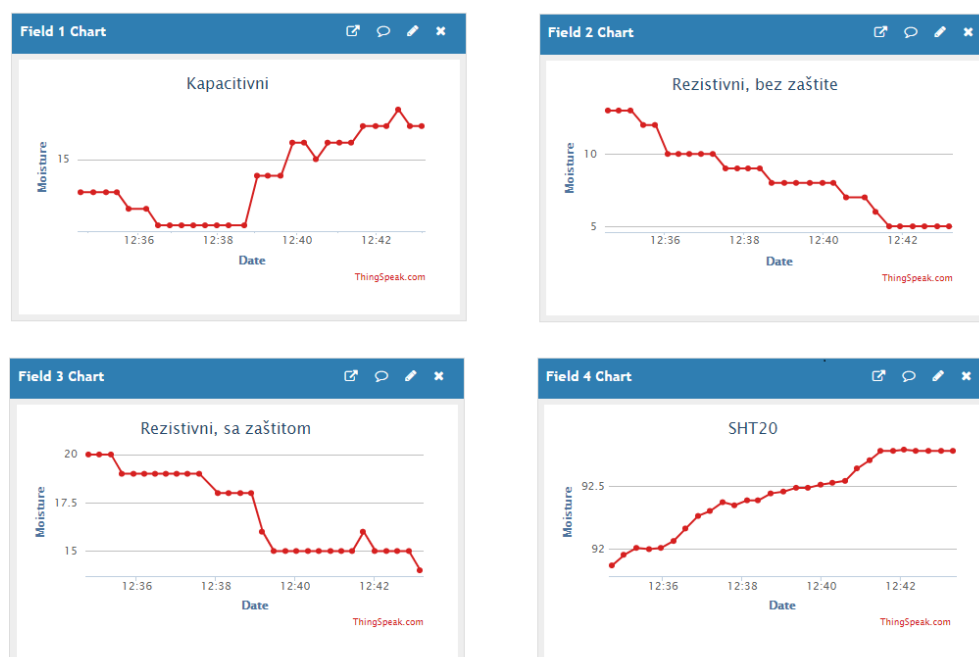 Field 1 Chart
Kapacitivni
Moisture
15
12:36 12:38 12:40 12:42
Date
ThingSpeak.com
Field 2 Chart
Rezistivni, bez zaštite
Moisture
10
5
12:36 12:38 12:40 12:42
Date
ThingSpeak.com
Field 3 Chart
Rezistivni, sa zaštitom
Moisture
20
17.5
15
12:36 12:38 12:40 12:42
Date
ThingSpeak.com
Field 4 Chart
SHT20
Moisture
92.5
92
12:36 12:38 12:40 12:42
Date
ThingSpeak.com